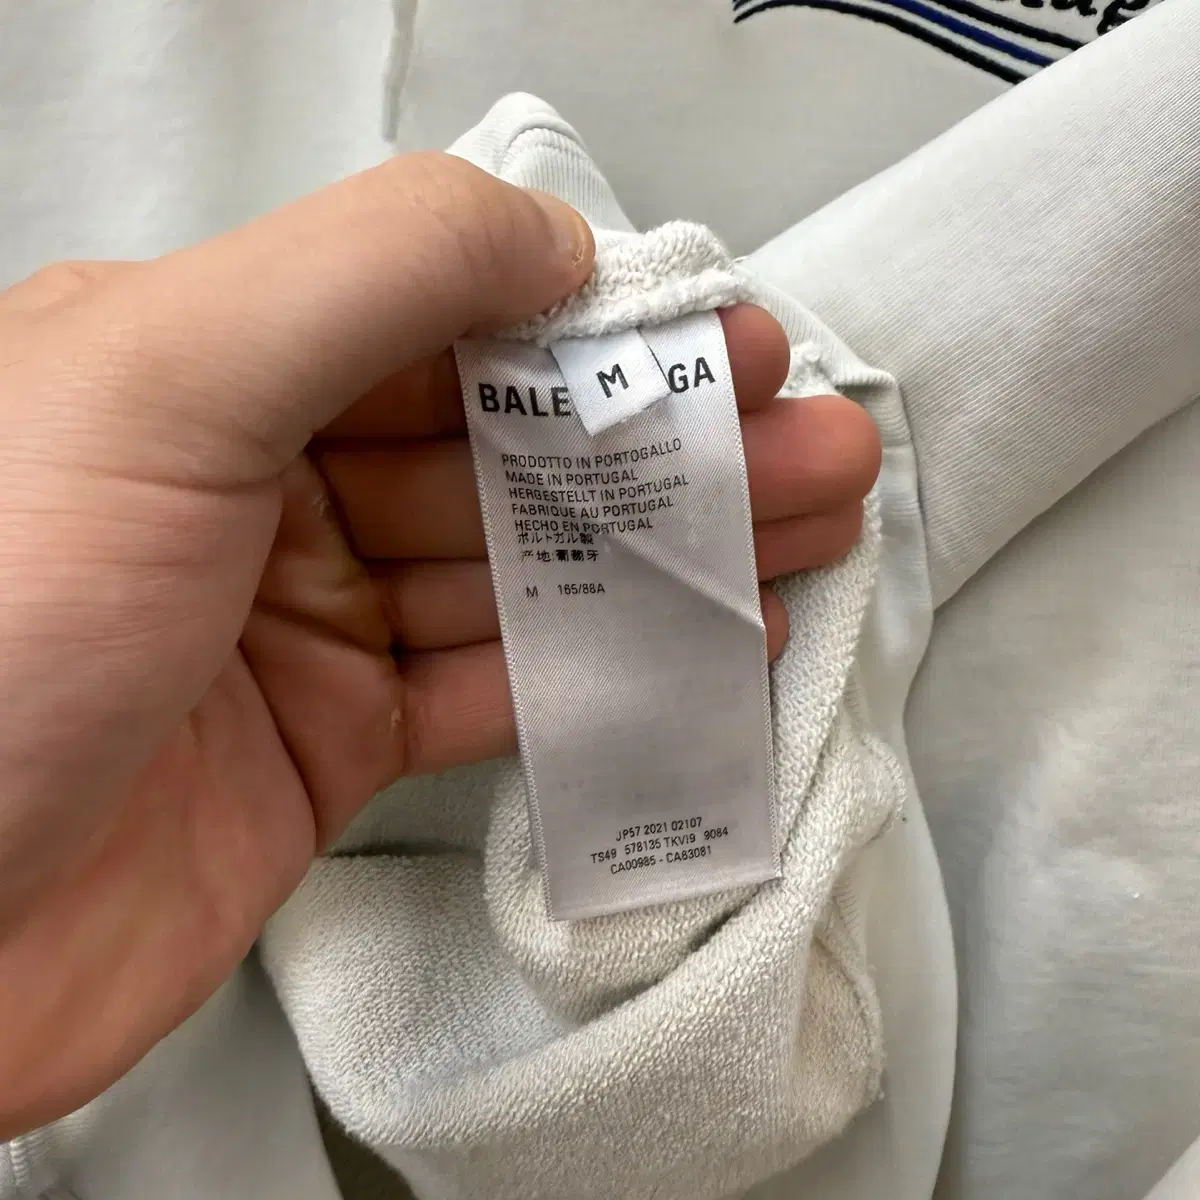 BALE GA
M
PRODOTTO IN PORTOGALLO
MADE IN PORTUGAL
HERGESTELLT IN PORTUGAL
FABRIQUE AU PORTUGAL
HECHO EN PORTUGAL
ポルトガル製
产地:葡萄牙
M 165/88A
JP57 2021 02107
TS49 578135 TKVI9 9084
CA00985 - CA83081